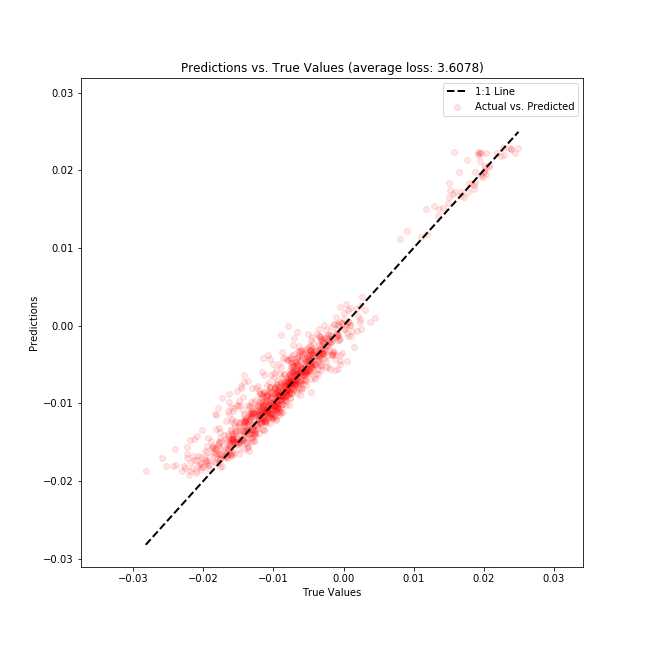 Predictions vs. True Values (average loss: 3.6078)
1:1 Line
Actual vs. Predicted
0.03
0.02
0.01
0.00
−0.01
−0.02
−0.03
Predictions
−0.03
−0.02
−0.01
0.00
0.01
0.02
0.03
True Values